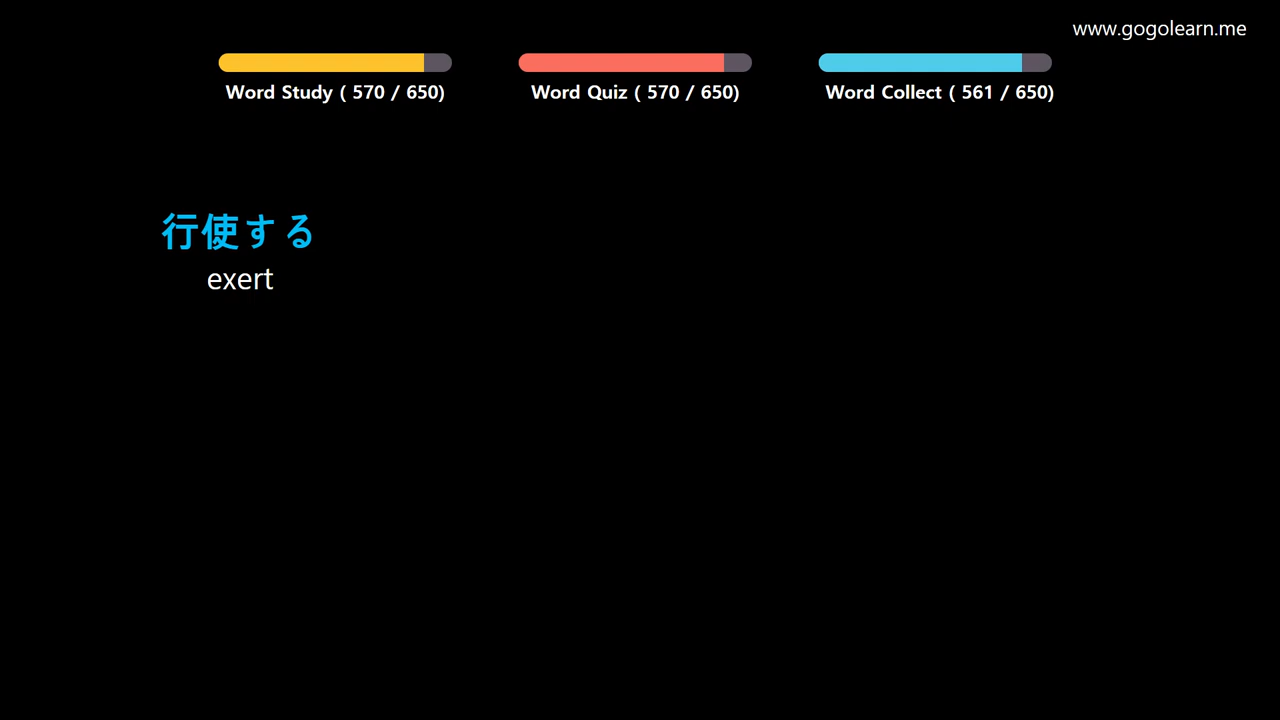 www.gogolearn.me
Word Study ( 570 / 650)
Word Quiz ( 570 / 650)
Word Collect ( 561 / 650)
行使する
exert